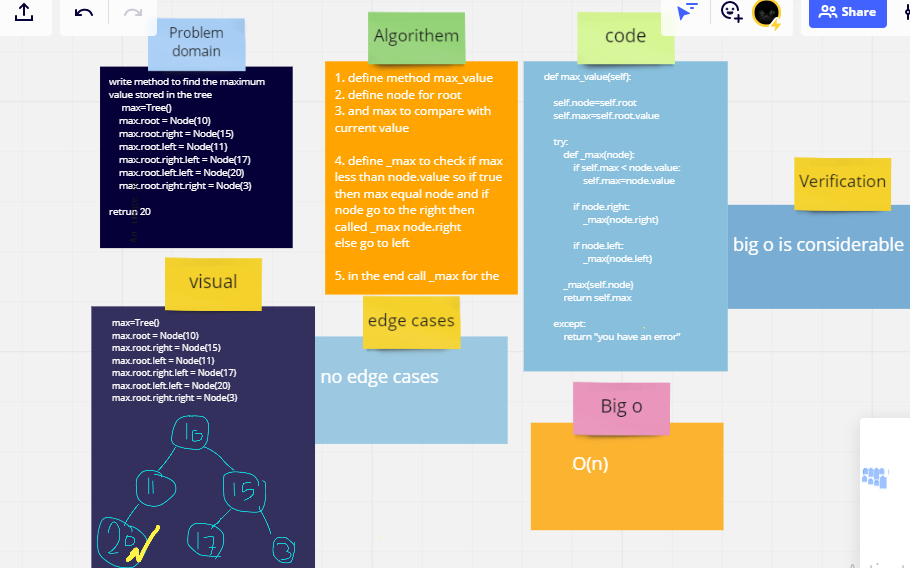 Share
Problem
domain
write method to find the maximum
value stored in the tree
max=Tree()
max.root = Node(10)
max.root.right = Node(15)
max.root.left = Node(11)
max.root.right.left = Node(17)
max.root.left.left = Node(20)
max.root.right.right = Node(3)
retrun 20
Algorithem
1. define method max_value
2. define node for root
3. and max to compare with
current value
4. define _max to check if max
less than node.value so if true
then max equal node and if
node go to the right then
called _max node.right
else go to left
5. in the end call _max for the
code
def max_value(self):
self.node=self.root
self.max=self.root.value
try:
def _max(node):
if self.max < node.value:
self.max=node.value
if node.right:
_max(node.right)
if node.left:
_max(node.left)
_max(self.node)
return self.max
except:
return "you have an error"
Verification
big o is considerable
visual
max=Tree()
max.root = Node(10)
max.root.right = Node(15)
max.root.left = Node(11)
max.root.right.left = Node(17)
max.root.left.left = Node(20)
max.root.right.right = Node(3)
10
11
15
20
17
3
edge cases
no edge cases
Big o
O(n)